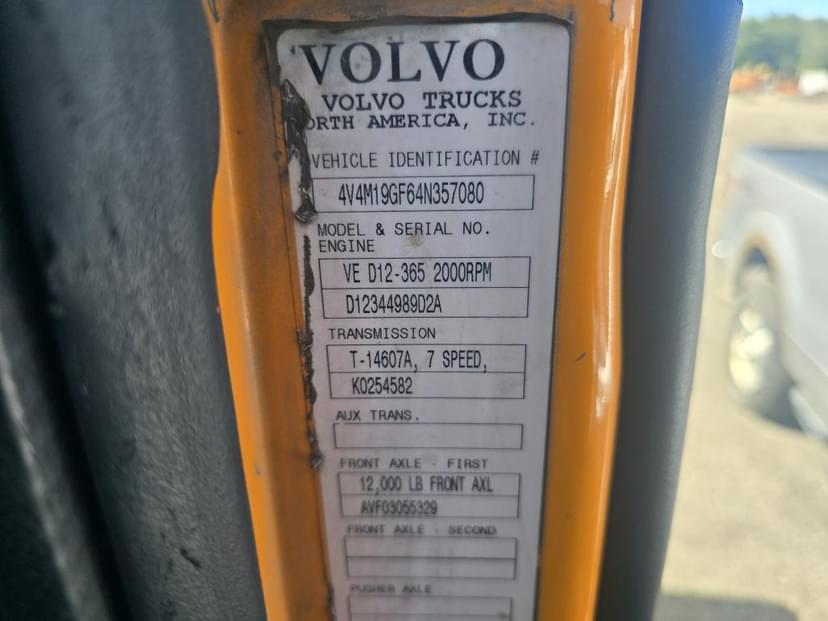 VOLVO
VOLVO TRUCKS
ORTH AMERICA, INC.
VEHICLE IDENTIFICATION #
4V4M19GF64N357080
MODEL & SERIAL NO.
ENGINE
VE D12-365 2000RPM
D12344989D2A
TRANSMISSION
T-14607A, 7 SPEED,
K0254582
AUX TRANS.
FRONT AXLE - FIRST
12,000 LB FRONT AXL
AVF03055329
FRONT AXLE - SECOND
PUSHER AXLE